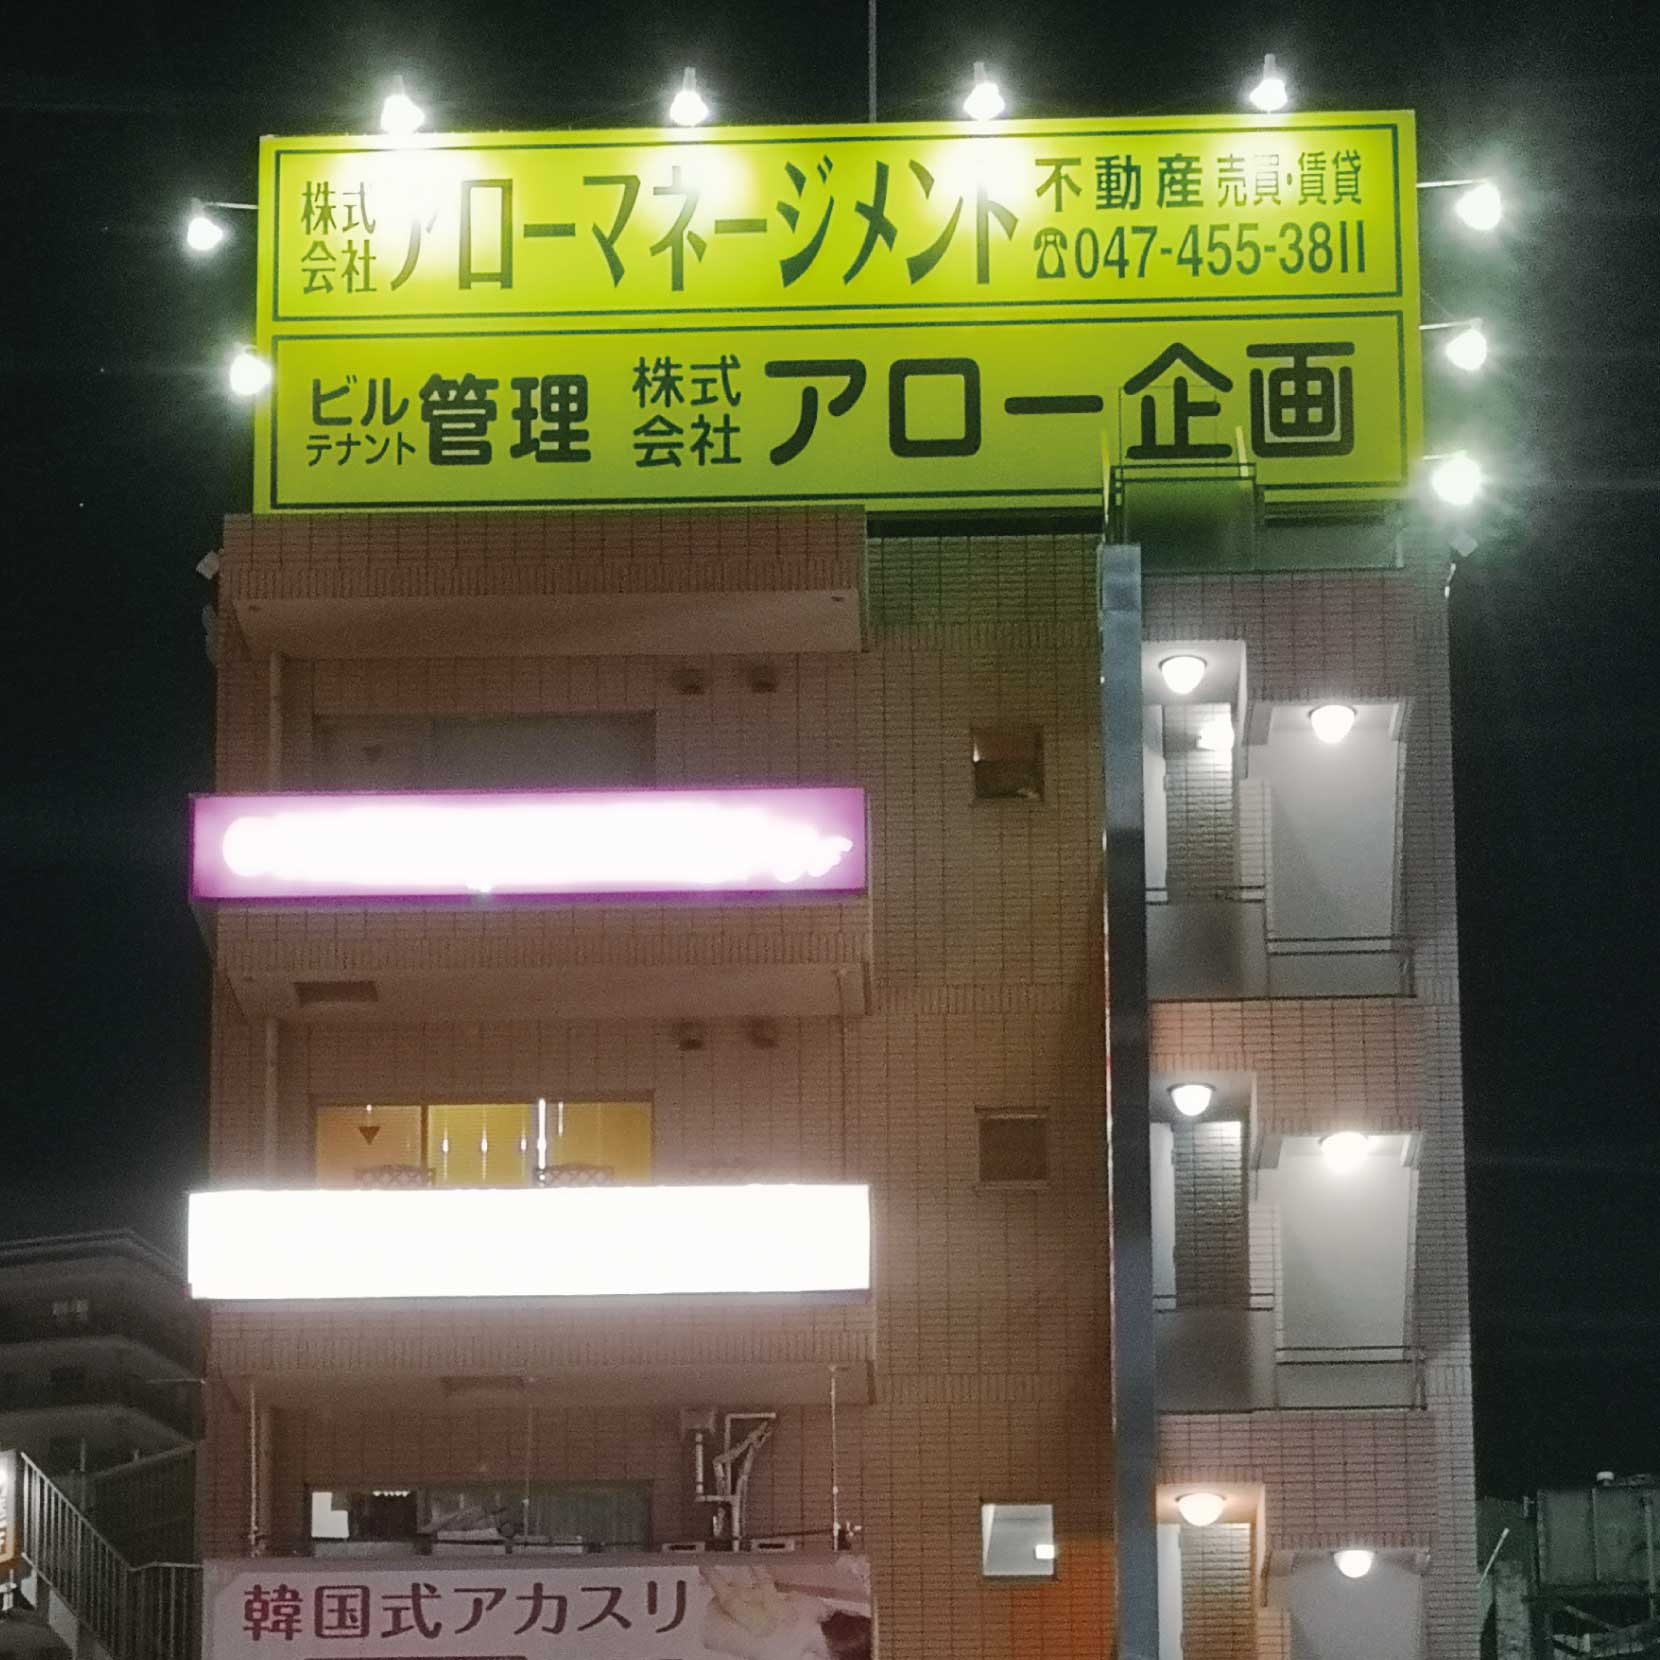 株式会社アローマネージメント 不動産 売買・賃貸
☎047-455-3811
ビルテナント管理 株式会社アロー企画
韓国式アカスリ